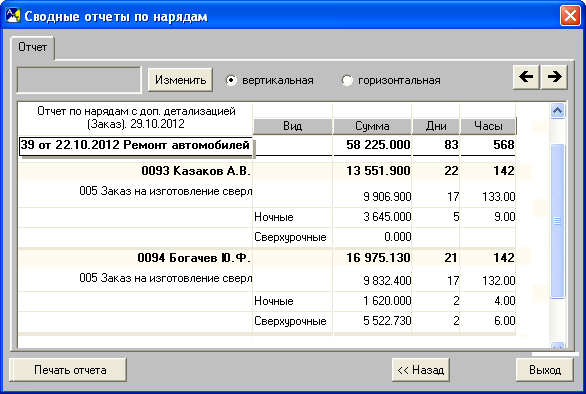 Сводные отчеты по нарядам
Отчет
Изменить вертикальная горизонтальная
Отчет по нарядам с доп. детализацией
(Заказ). 29.10.2012
Вид Сумма Дни Часы
39 от 22.10.2012 Ремонт автомобилей 58 225.000 83 568
0093 Казаков А.В. 13 551.900 22 142
005 Заказ на изготовление сверл 9 906.900 17 133.00
Ночные 3 645.000 5 9.00
Сверхурочные 0.000
0094 Богачев Ю.Ф. 16 975.130 21 142
005 Заказ на изготовление сверл 9 832.400 17 132.00
Ночные 1 620.000 2 4.00
Сверхурочные 5 522.730 2 6.00
Печать отчета << Назад Выход